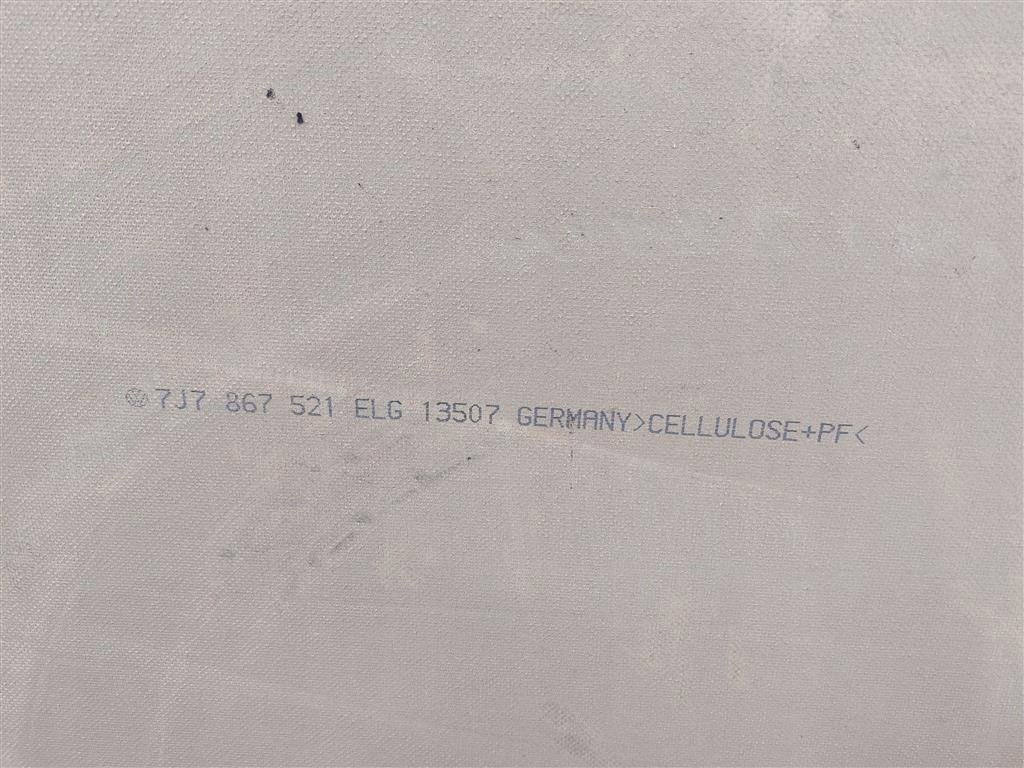 7J7 867 521 ELG 13507 GERMANY>CELLULOSE+PF<